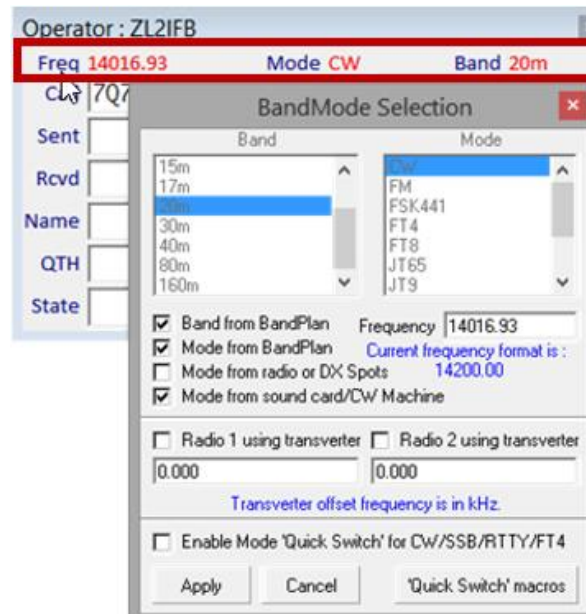 Operator : ZL2IFB
Freq 14016.93 Mode CW Band 20m
7Q7
BandMode Selection
Sent
Band Mode
Rcvd
15m CW
17m FM
Name
20m FSK441
30m FT4
QTH
40m FT8
80m JT65
State
160m JT9
Band from BandPlan Frequency 14016.93
Mode from BandPlan Current frequency format is :
Mode from radio or DX Spots 14200.00
Mode from sound card/CW Machine
Radio 1 using transverter Radio 2 using transverter
0.000 0.000
Transverter offset frequency is in kHz.
Enable Mode 'Quick Switch' for CW/SSB/RTTY/FT4
Apply Cancel 'Quick Switch' macros